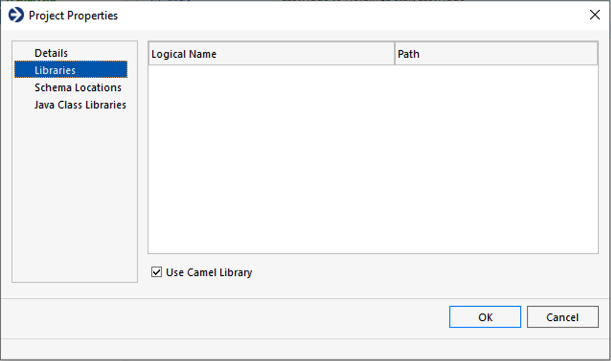 Project Properties
Details
Libraries
Schema Locations
Java Class Libraries
Logical Name
Path
Use Camel Library
OK
Cancel